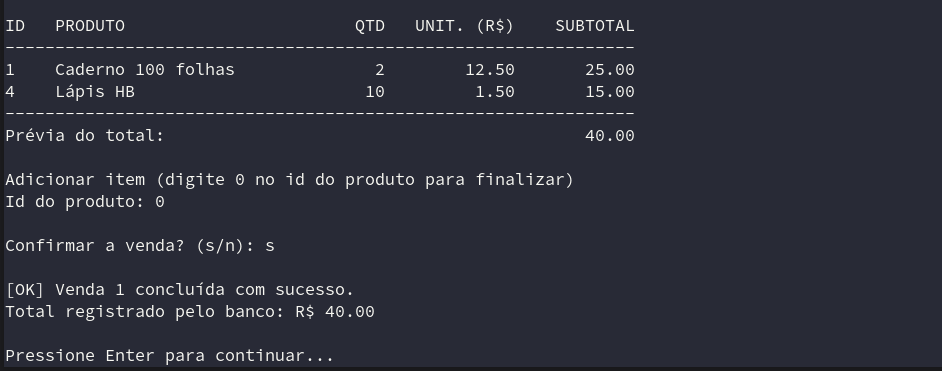 ID   PRODUTO                       QTD   UNIT. (R$)    SUBTOTAL
---------------------------------------------------------------
1    Caderno 100 folhas              2        12.50       25.00
4    Lápis HB                       10         1.50       15.00
---------------------------------------------------------------
Prévia do total:                                          40.00
Adicionar item (digite 0 no id do produto para finalizar)
Id do produto: 0
Confirmar a venda? (s/n): s
[OK] Venda 1 concluída com sucesso.
Total registrado pelo banco: R$ 40.00
Pressione Enter para continuar...